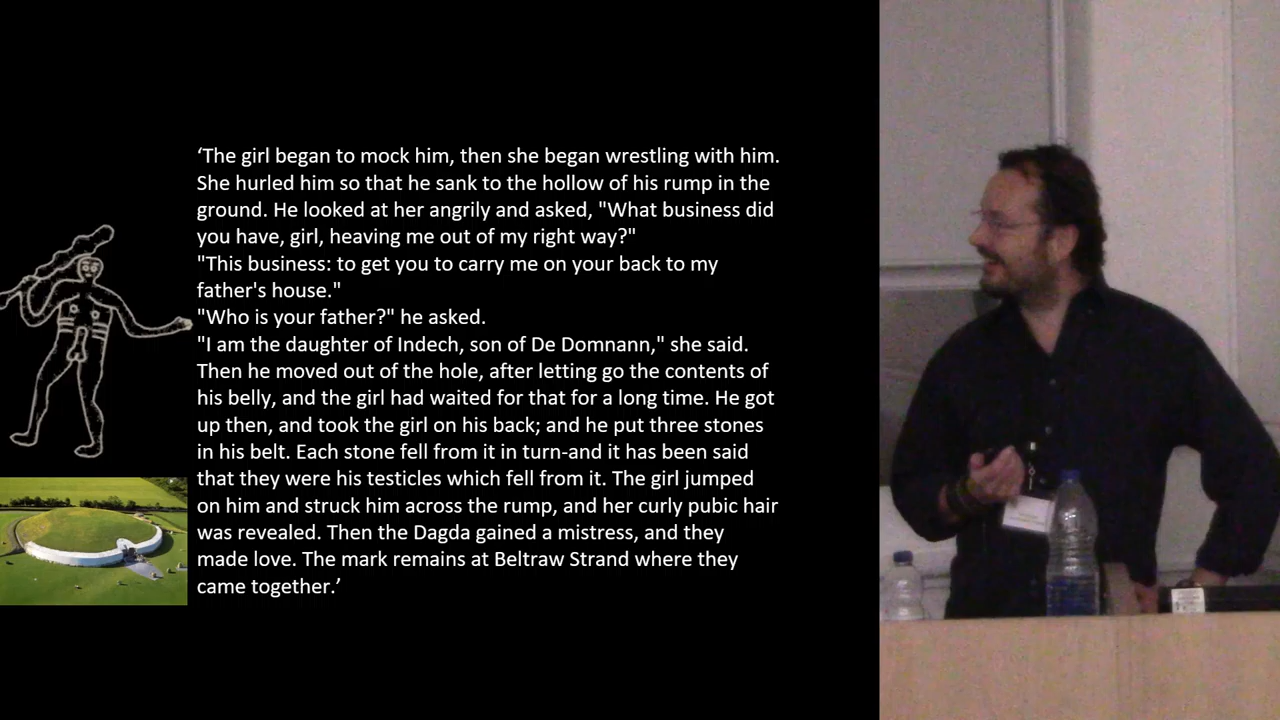 ‘The girl began to mock him, then she began wrestling with him.
She hurled him so that he sank to the hollow of his rump in the
ground. He looked at her angrily and asked, "What business did
you have, girl, heaving me out of my right way?"
"This business: to get you to carry me on your back to my
father's house."
"Who is your father?" he asked.
"I am the daughter of Indech, son of De Domnann," she said.
Then he moved out of the hole, after letting go the contents of
his belly, and the girl had waited for that for a long time. He got
up then, and took the girl on his back; and he put three stones
in his belt. Each stone fell from it in turn-and it has been said
that they were his testicles which fell from it. The girl jumped
on him and struck him across the rump, and her curly pubic hair
was revealed. Then the Dagda gained a mistress, and they
made love. The mark remains at Beltraw Strand where they
came together.’